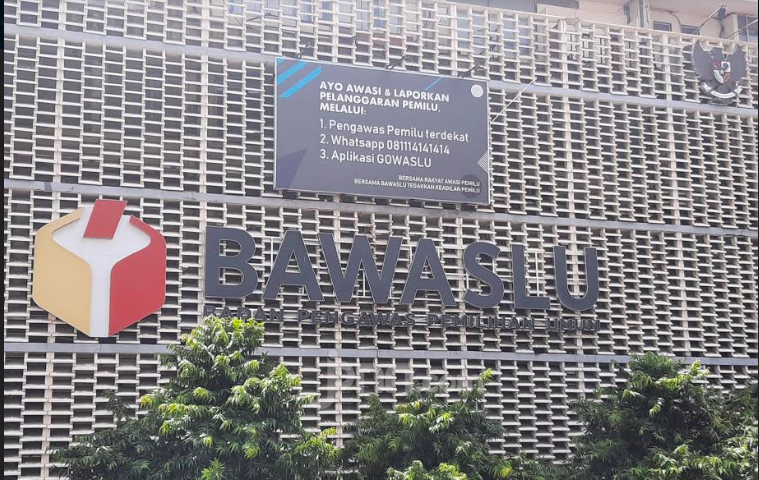 AYO AWASI & LAPORKAN
PELANGGARAN PEMILU,
MELALUI:
1. Pengawas Pemilu terdekat
2. Whatsapp 081114141414
3. Aplikasi GOWASLU
BERSAMA RAKYAT AWASI PEMILU
BERSAMA BAWASLU TEGAKKAN KEADILAN PEMILU
BAWASLU
BADAN PENGAWAS PEMILIHAN UMUM